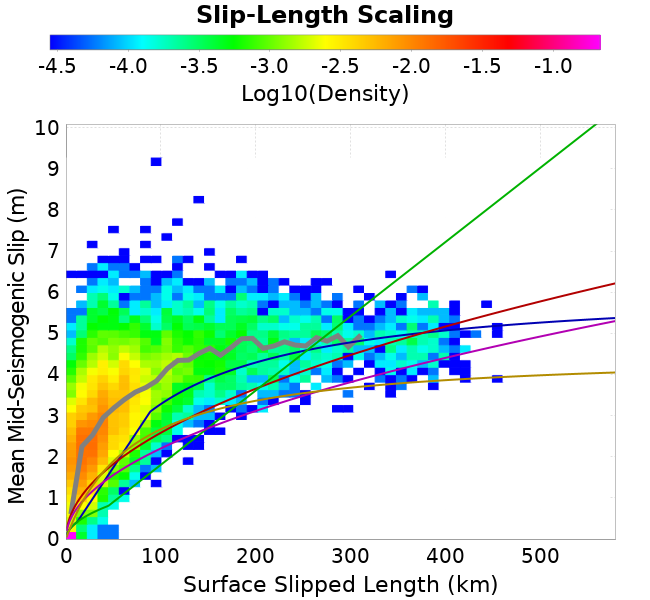 Slip-Length Scaling
-4.5 -4.0 -3.5 -3.0 -2.5 -2.0 -1.5 -1.0
Log10(Density)
10
9
8
7
6
5
4
3
2
1
0
Mean Mid-Seismogenic Slip (m)
0 100 200 300 400 500
Surface Slipped Length (km)